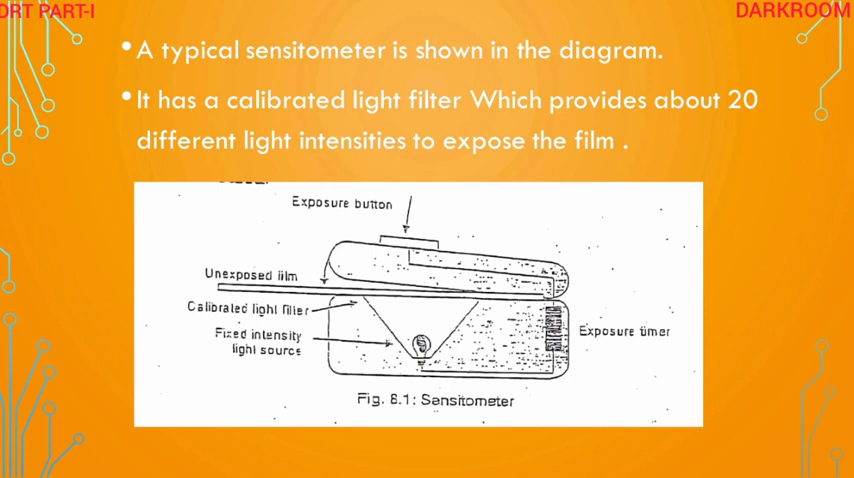 DRT PART-I
DARKROOM
• A typical sensitometer is shown in the diagram.
• It has a calibrated light filter Which provides about 20
different light intensities to expose the film .
Exposure button
Unexposed film
Calibrated light filter
Fixed intensity
light source
Exposure timer
Fig. 8.1: Sensitometer